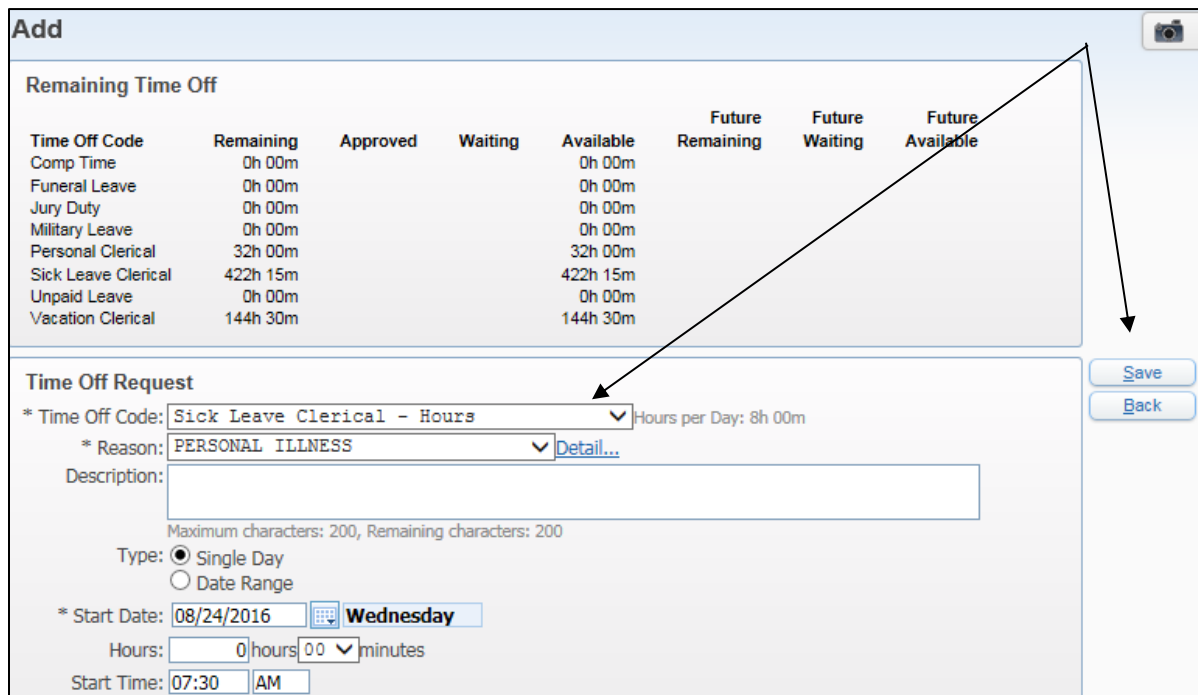 Add
Remaining Time Off
Future Future Future
Time Off Code Remaining Approved Waiting Available Remaining Waiting Available
Comp Time 0h 00m 0h 00m
Funeral Leave 0h 00m 0h 00m
Jury Duty 0h 00m 0h 00m
Military Leave 0h 00m 0h 00m
Personal Clerical 32h 00m 32h 00m
Sick Leave Clerical 422h 15m 422h 15m
Unpaid Leave 0h 00m 0h 00m
Vacation Clerical 144h 30m 144h 30m
Time Off Request
Save
Back
* Time Off Code: Sick Leave Clerical - Hours Hours per Day: 8h 00m
* Reason: PERSONAL ILLNESS Detail...
Description:
Maximum characters: 200, Remaining characters: 200
Type: Single Day
Date Range
* Start Date: 08/24/2016 Wednesday
Hours: 0 hours 00 minutes
Start Time: 07:30 AM